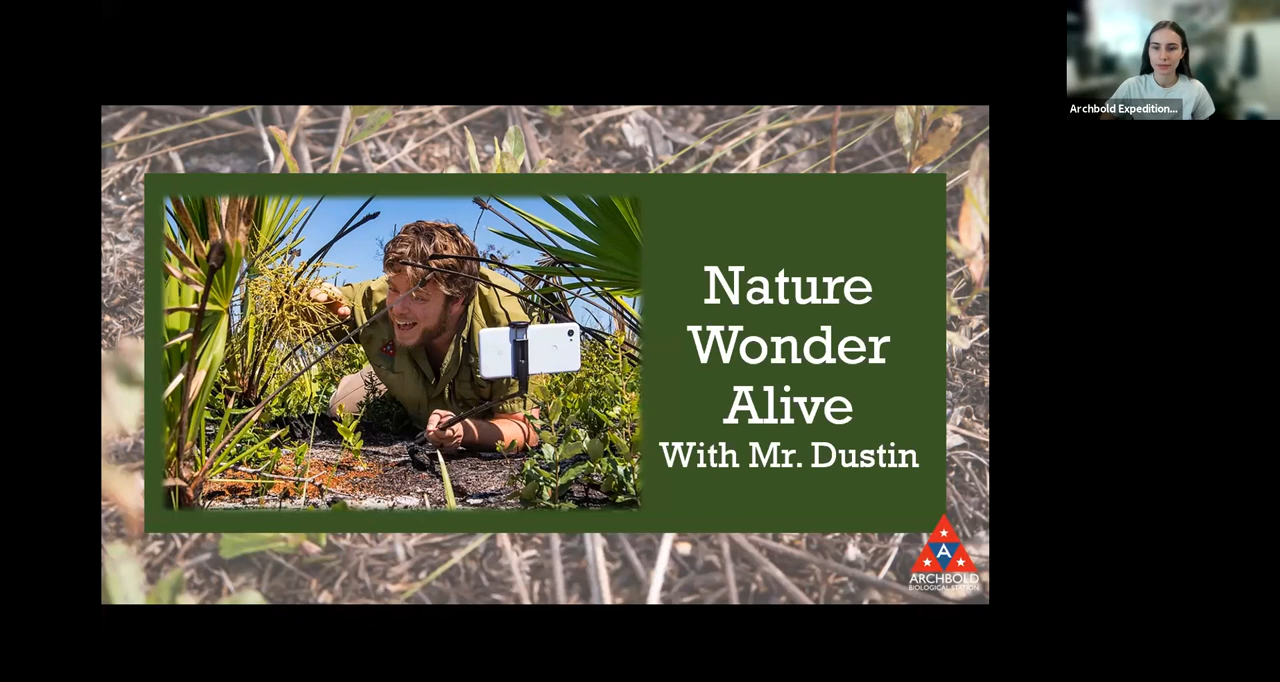 Archbold Expedition...
Nature
Wonder
Alive
With Mr. Dustin
A
ARCHBOLD
BIOLOGICAL STATION